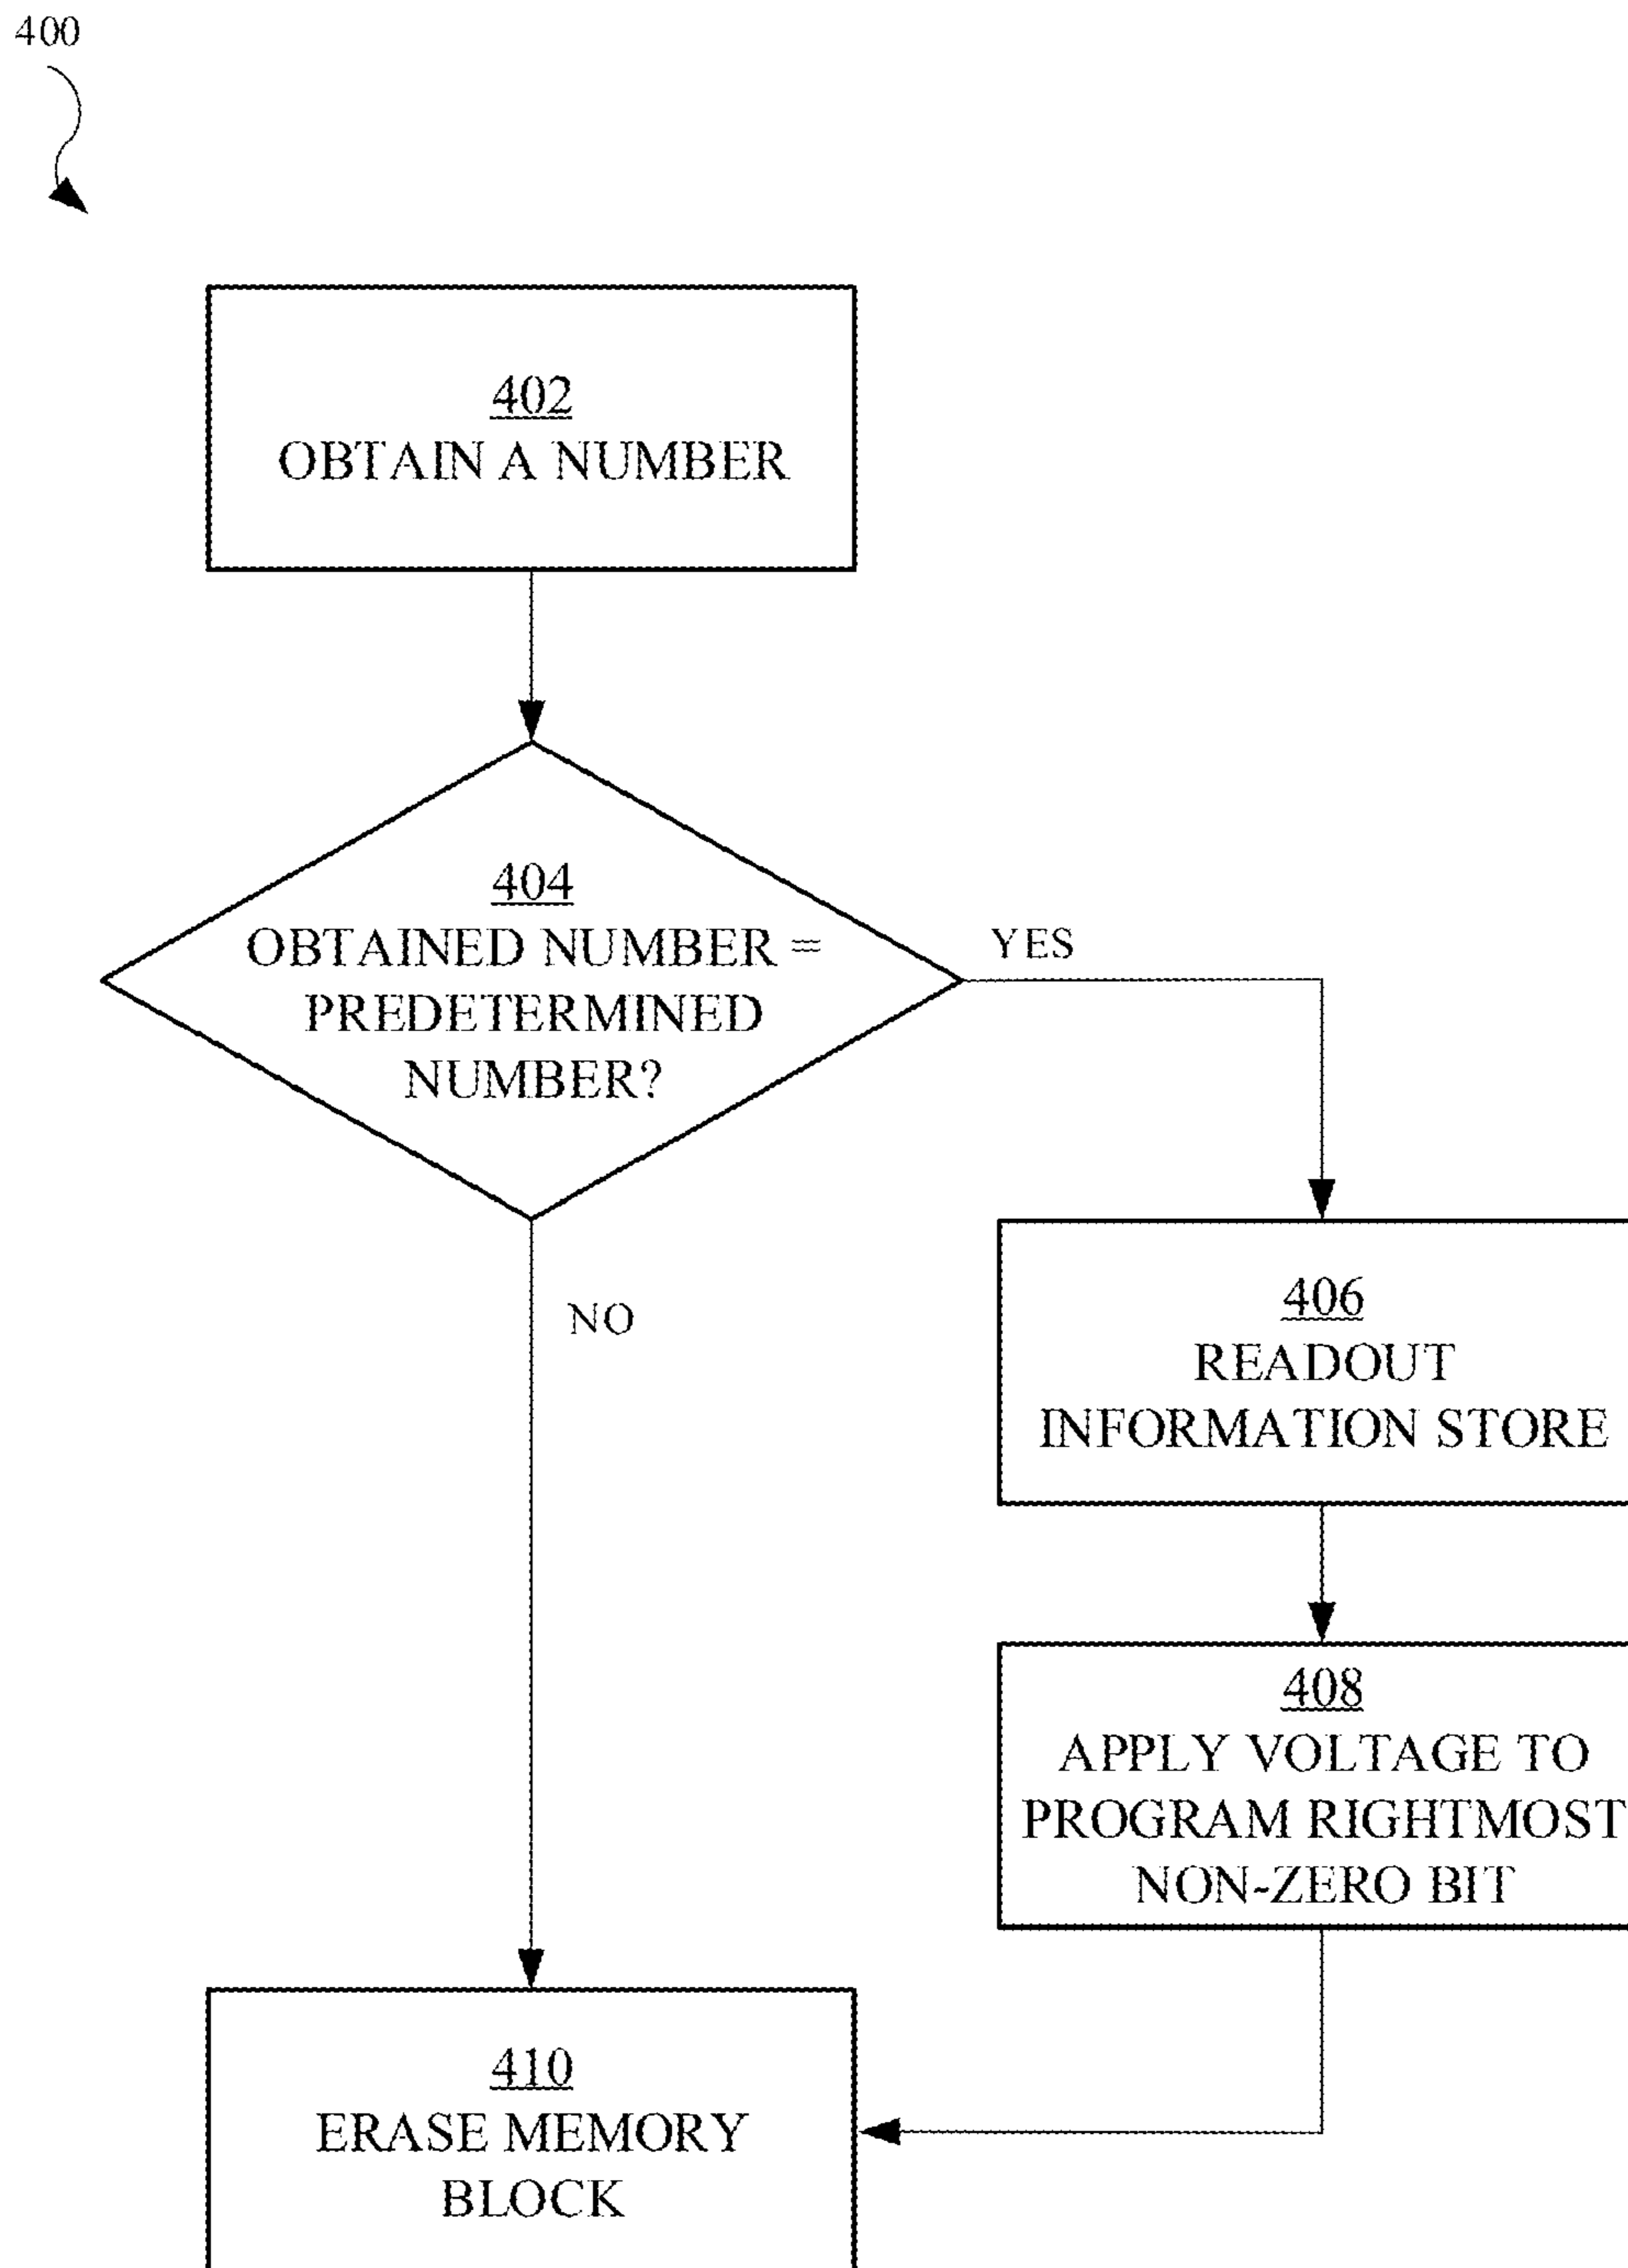 400
402
OBTAIN A NUMBER
404
OBTAINED NUMBER =
PREDETERMINED
NUMBER?
YES
NO
406
READOUT
INFORMATION STORE
408
APPLY VOLTAGE TO
PROGRAM RIGHTMOST
NON-ZERO BIT
410
ERASE MEMORY
BLOCK